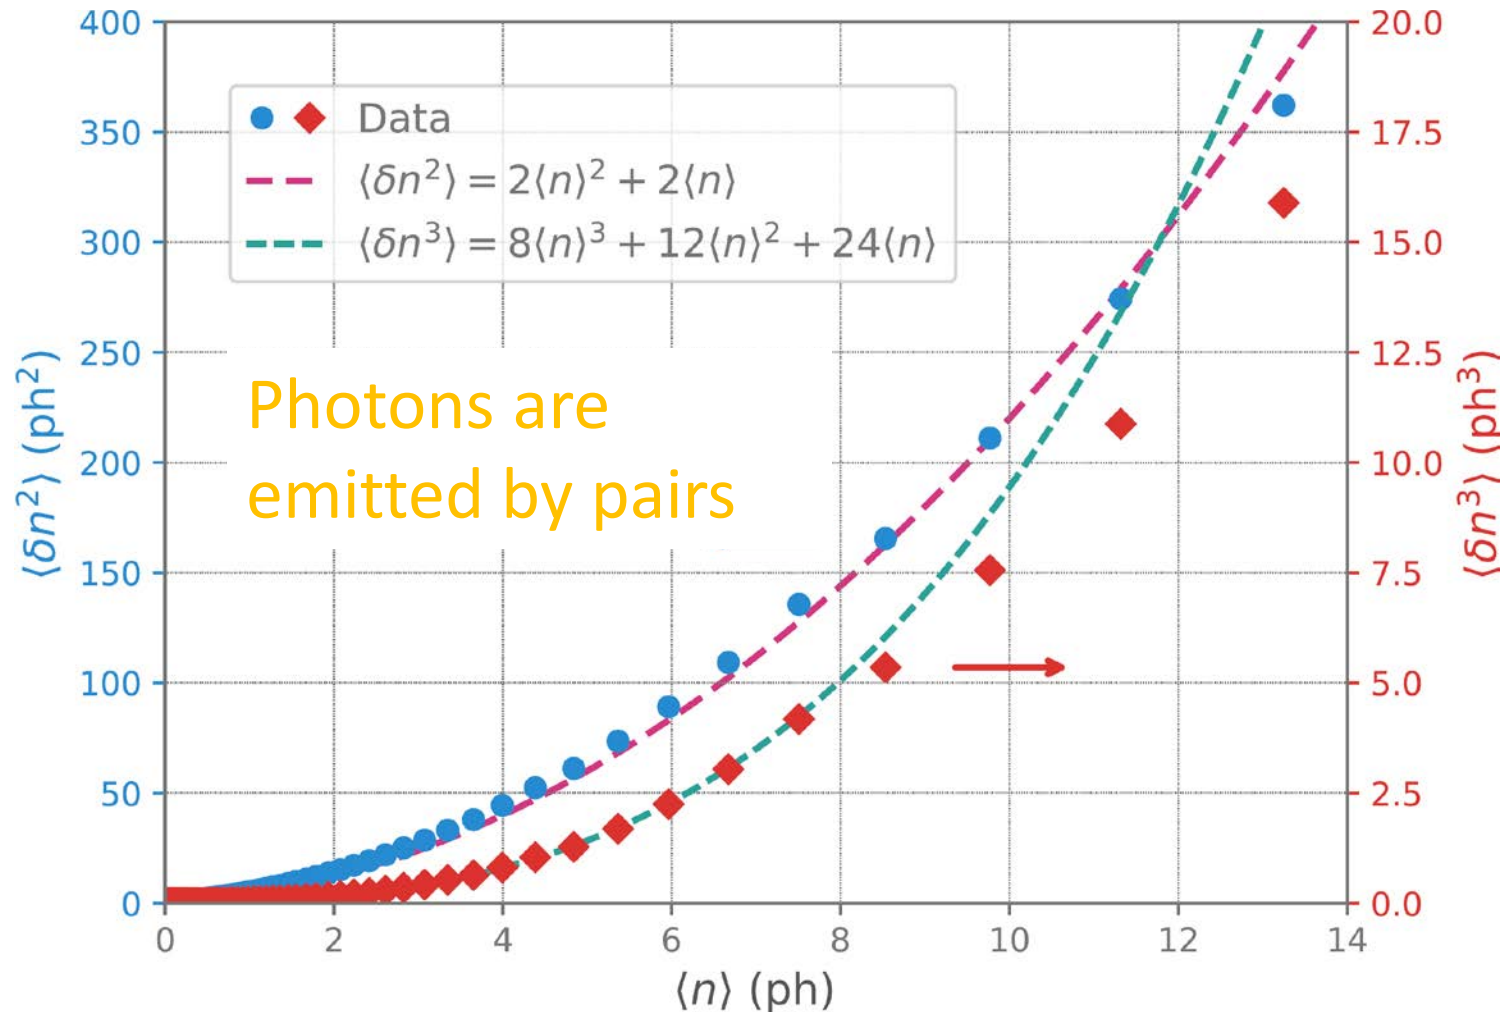 400
350
300
250
200
150
100
50
0
⟨δn²⟩ (ph²)
Data
⟨δn²⟩ = 2⟨n⟩² + 2⟨n⟩
⟨δn³⟩ = 8⟨n⟩³ + 12⟨n⟩² + 24⟨n⟩
Photons are
emitted by pairs
20.0
17.5
15.0
12.5
10.0
7.5
5.0
2.5
0.0
⟨δn³⟩ (ph³)
0 2 4 6 8 10 12 14
⟨n⟩ (ph)